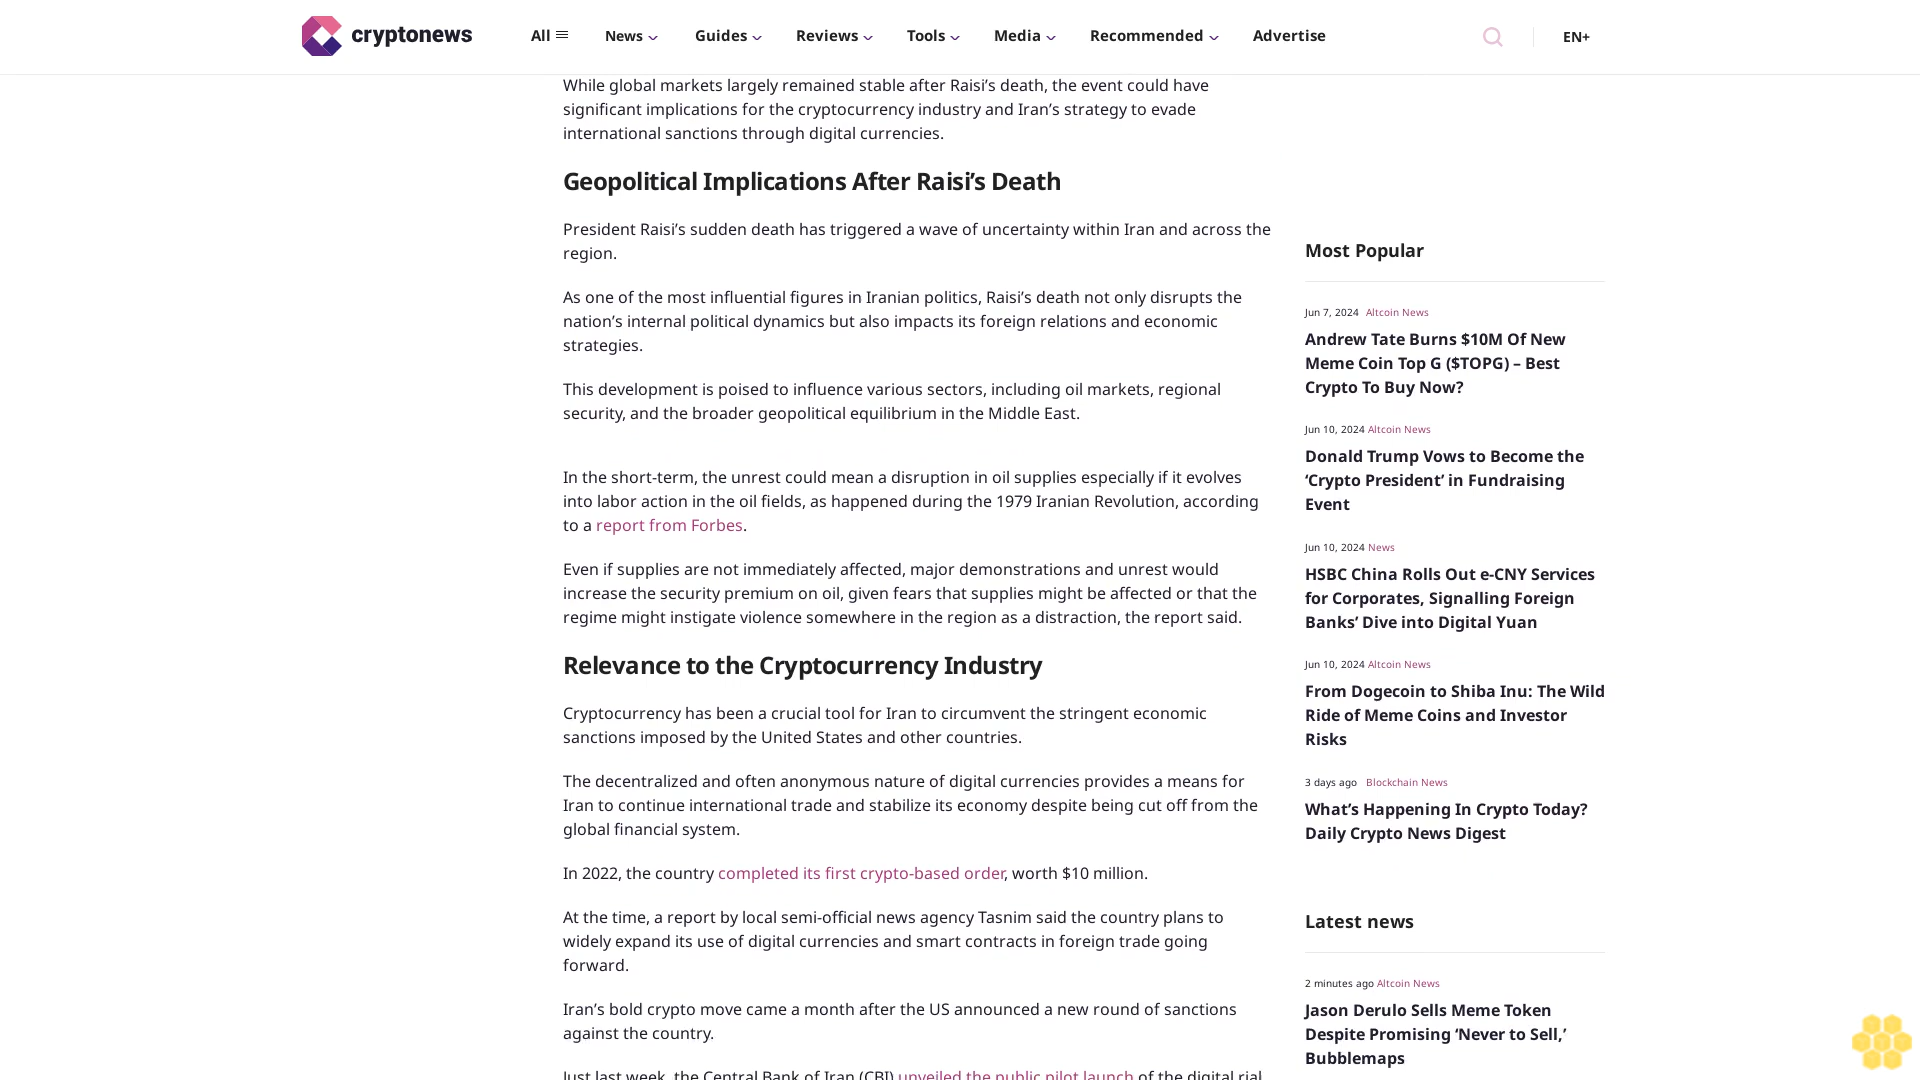 cryptonews
All
News
Guides
Reviews
Tools
Media
Recommended
Advertise
EN+
While global markets largely remained stable after Raisi’s death, the event could have
significant implications for the cryptocurrency industry and Iran’s strategy to evade
international sanctions through digital currencies.
Geopolitical Implications After Raisi’s Death
President Raisi’s sudden death has triggered a wave of uncertainty within Iran and across the
region.
As one of the most influential figures in Iranian politics, Raisi’s death not only disrupts the
nation’s internal political dynamics but also impacts its foreign relations and economic
strategies.
This development is poised to influence various sectors, including oil markets, regional
security, and the broader geopolitical equilibrium in the Middle East.
In the short-term, the unrest could mean a disruption in oil supplies especially if it evolves
into labor action in the oil fields, as happened during the 1979 Iranian Revolution, according
to a report from Forbes.
Even if supplies are not immediately affected, major demonstrations and unrest would
increase the security premium on oil, given fears that supplies might be affected or that the
regime might instigate violence somewhere in the region as a distraction, the report said.
Relevance to the Cryptocurrency Industry
Cryptocurrency has been a crucial tool for Iran to circumvent the stringent economic
sanctions imposed by the United States and other countries.
The decentralized and often anonymous nature of digital currencies provides a means for
Iran to continue international trade and stabilize its economy despite being cut off from the
global financial system.
In 2022, the country completed its first crypto-based order, worth $10 million.
At the time, a report by local semi-official news agency Tasnim said the country plans to
widely expand its use of digital currencies and smart contracts in foreign trade going
forward.
Iran’s bold crypto move came a month after the US announced a new round of sanctions
against the country.
Just last week, the Central Bank of Iran (CBI) unveiled the public pilot launch of the digital rial,
Most Popular
Jun 7, 2024 Altcoin News
Andrew Tate Burns $10M Of New
Meme Coin Top G ($TOPG) – Best
Crypto To Buy Now?
Jun 10, 2024 Altcoin News
Donald Trump Vows to Become the
‘Crypto President’ in Fundraising
Event
Jun 10, 2024 News
HSBC China Rolls Out e-CNY Services
for Corporates, Signalling Foreign
Banks’ Dive into Digital Yuan
Jun 10, 2024 Altcoin News
From Dogecoin to Shiba Inu: The Wild
Ride of Meme Coins and Investor
Risks
3 days ago Blockchain News
What’s Happening In Crypto Today?
Daily Crypto News Digest
Latest news
2 minutes ago Altcoin News
Jason Derulo Sells Meme Token
Despite Promising ‘Never to Sell,’
Bubblemaps